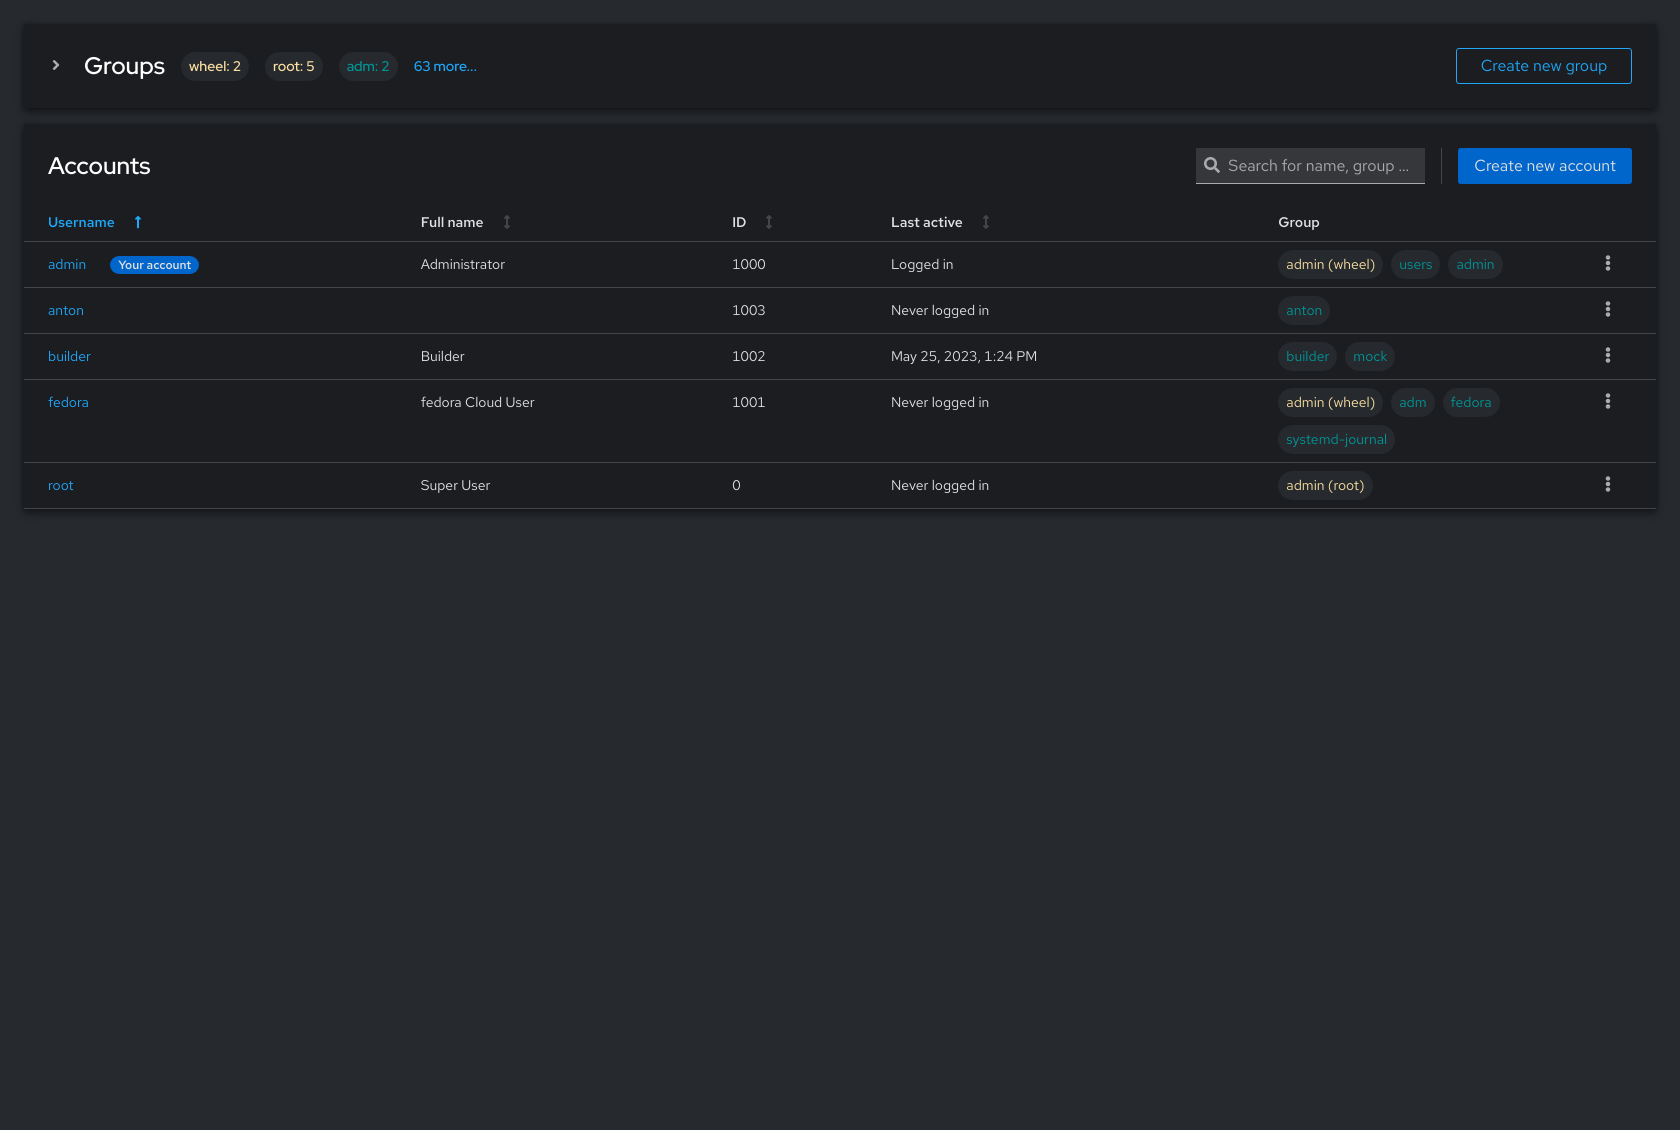 Groups wheel: 2 root: 5 adm: 2 63 more... Create new group
Accounts Search for name, group ... Create new account
Username Full name ID Last active Group
admin Your account Administrator 1000 Logged in admin (wheel) users admin
anton 1003 Never logged in anton
builder Builder 1002 May 25, 2023, 1:24 PM builder mock
fedora fedora Cloud User 1001 Never logged in admin (wheel) adm fedora
systemd-journal
root Super User 0 Never logged in admin (root)